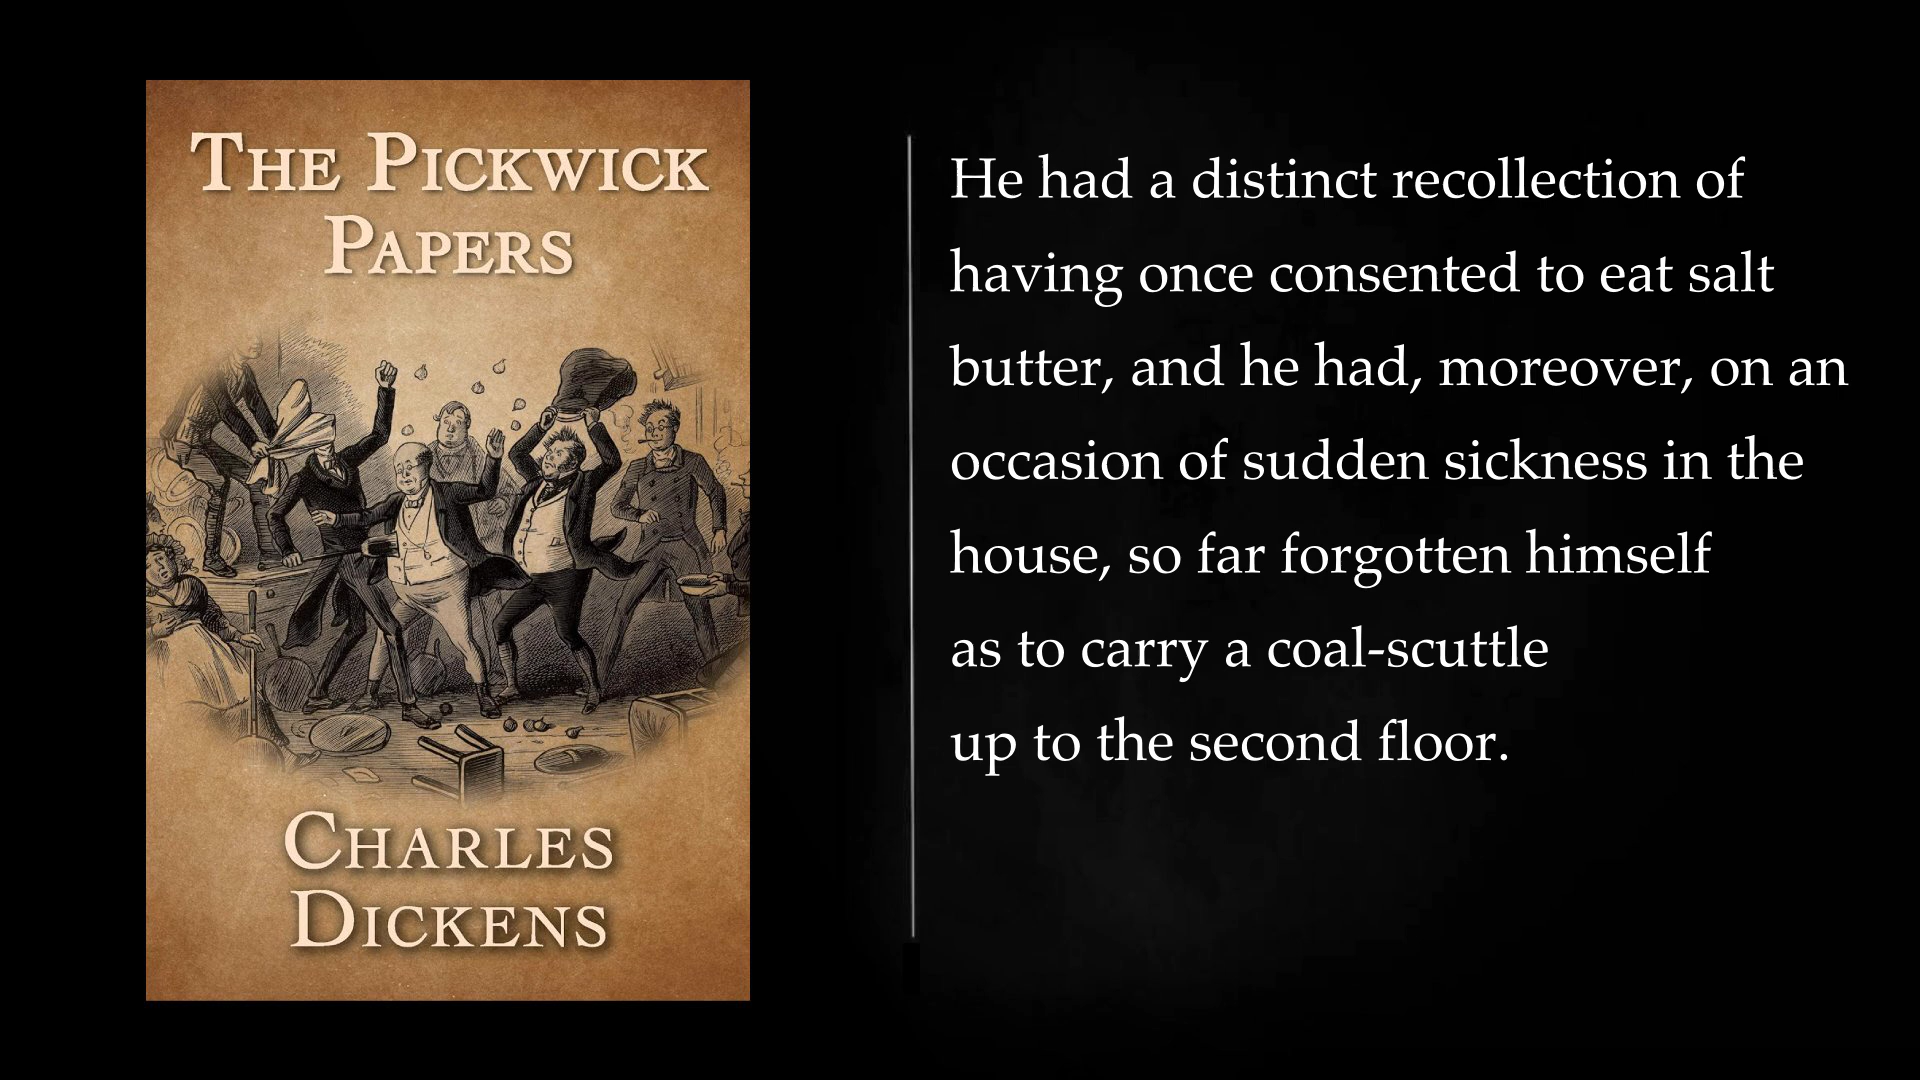 The Pickwick
Papers
Charles
Dickens
He had a distinct recollection of
having once consented to eat salt
butter, and he had, moreover, on an
occasion of sudden sickness in the
house, so far forgotten himself
as to carry a coal-scuttle
up to the second floor.